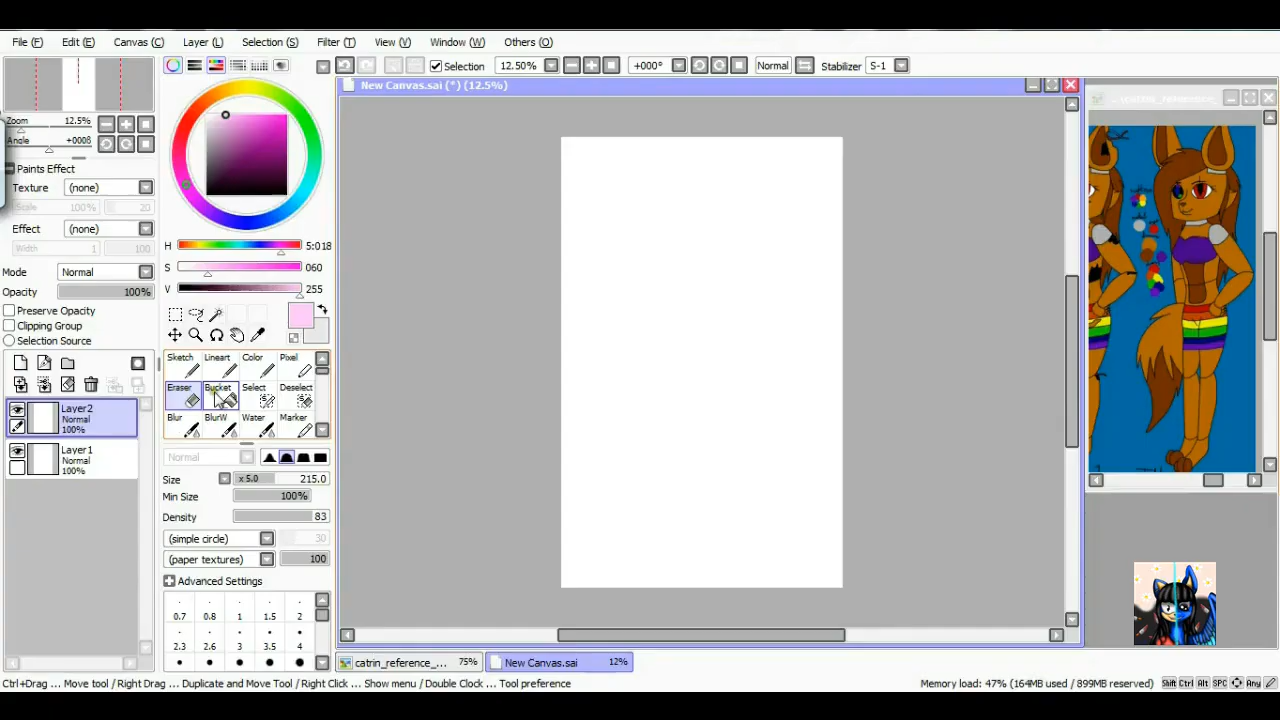 File (F) Edit (E) Canvas (C) Layer (L) Selection (S) Filter (T) View (V) Window (W) Others (O)
Selection 12.50% +000° Normal Stabilizer S-1
New Canvas.sai (*) (12.5%)
Zoom 12.5%
Angle +000
Paints Effect
Texture (none)
Scale 100% 20
Effect (none)
Width 1 100
Mode Normal
Opacity 100%
Preserve Opacity
Clipping Group
Selection Source
Layer2
Normal
100%
Layer1
Normal
100%
H 5:018
S 060
V 255
Sketch Lineart Color Pixel
Eraser Bucket Select Deselect
Blur BlurW Water Marker
Normal
Size x 5.0 215.0
Min Size 100%
Density 83
(simple circle) 30
(paper textures) 100
Advanced Settings
0.7 0.8 1 1.5 2
2.3 2.6 3 3.5 4
catrin_reference_... 75% New Canvas.sai 12%
Ctrl+Drag ... Move tool / Right Drag ... Duplicate and Move Tool / Right Click ... Show menu / Double Clock ... Tool preference
Memory load: 47% (164MB used / 899MB reserved) Shift Ctrl Alt SPC Any